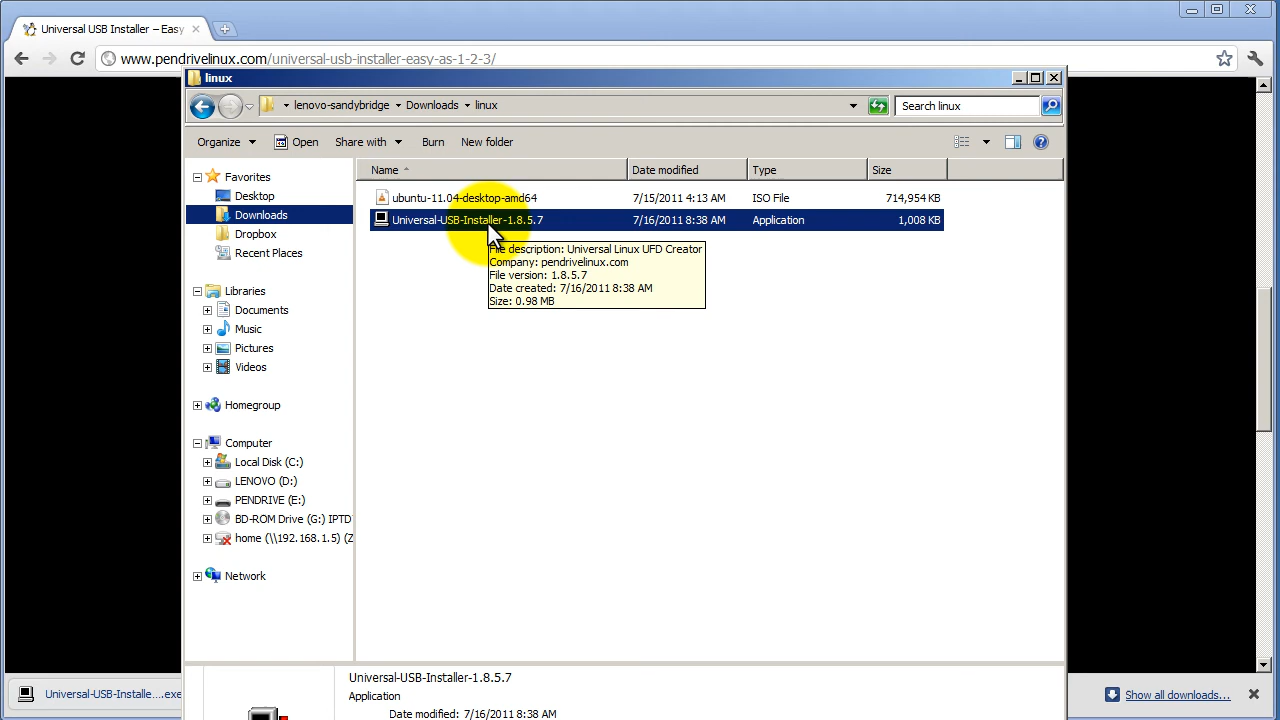 Universal USB Installer – Easy
www.pendrivelinux.com/universal-usb-installer-easy-as-1-2-3/
linux
lenovo-sandybridge Downloads linux
Search linux
Organize Open Share with Burn New folder
Name Date modified Type Size
ubuntu-11.04-desktop-amd64 7/15/2011 4:13 AM ISO File 714,954 KB
Universal-USB-Installer-1.8.5.7 7/16/2011 8:38 AM Application 1,008 KB
File description: Universal Linux UFD Creator
Company: pendrivelinux.com
File version: 1.8.5.7
Date created: 7/16/2011 8:38 AM
Size: 0.98 MB
Favorites
Desktop
Downloads
Dropbox
Recent Places
Libraries
Documents
Music
Pictures
Videos
Homegroup
Computer
Local Disk (C:)
LENOVO (D:)
PENDRIVE (E:)
BD-ROM Drive (G:) IPTD
home (\\192.168.1.5) (Z
Network
Universal-USB-Installer-1.8.5.7
Application
Date modified: 7/16/2011 8:38 AM
Universal-USB-Installe....exe
Show all downloads...